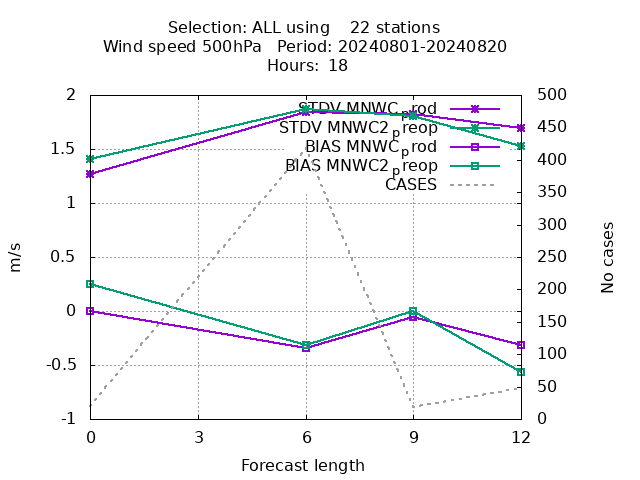 Selection: ALL using 22 stations
Wind speed 500hPa Period: 20240801-20240820
Hours: 18
STDV MNWC_prod
STDV MNWC2_preop
BIAS MNWC_prod
BIAS MNWC2_preop
CASES
2
1.5
1
0.5
0
-0.5
-1
500
450
400
350
300
250
200
150
100
50
0
m/s
No cases
0 3 6 9 12
Forecast length